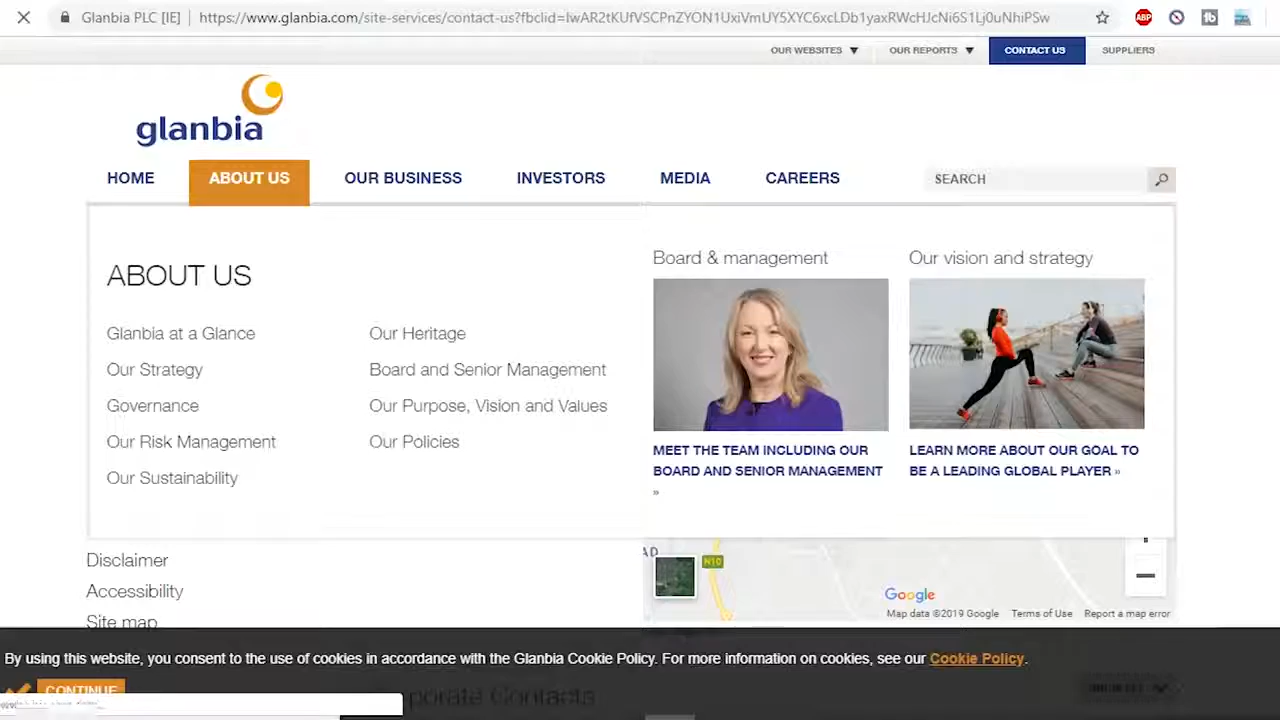 Glanbia PLC [IE] https://www.glanbia.com/site-services/contact-us?fbclid=IwAR2tKUfVSCPnZYON1UxiVmUY5XYC6xcLDb1yaxRWcHJcNi6S1Lj0uNhiPSw
ABP
OUR WEBSITES OUR REPORTS CONTACT US SUPPLIERS
glanbia
HOME ABOUT US OUR BUSINESS INVESTORS MEDIA CAREERS SEARCH
ABOUT US
Glanbia at a Glance
Our Strategy
Governance
Our Risk Management
Our Sustainability
Our Heritage
Board and Senior Management
Our Purpose, Vision and Values
Our Policies
Board & management
MEET THE TEAM INCLUDING OUR
BOARD AND SENIOR MANAGEMENT
»
Our vision and strategy
LEARN MORE ABOUT OUR GOAL TO
BE A LEADING GLOBAL PLAYER »
Disclaimer
Accessibility
Site map
N10
Google
Map data ©2019 Google Terms of Use Report a map error
By using this website, you consent to the use of cookies in accordance with the Glanbia Cookie Policy. For more information on cookies, see our Cookie Policy.
CONTINUE
porate Contacts